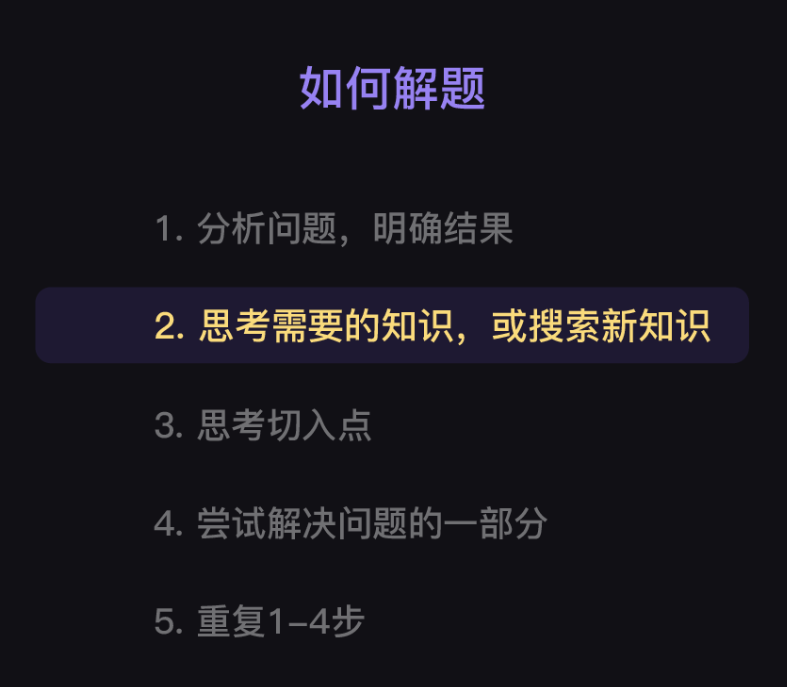 如何解题
1. 分析问题，明确结果
2. 思考需要的知识，或搜索新知识
3. 思考切入点
4. 尝试解决问题的一部分
5. 重复1-4步